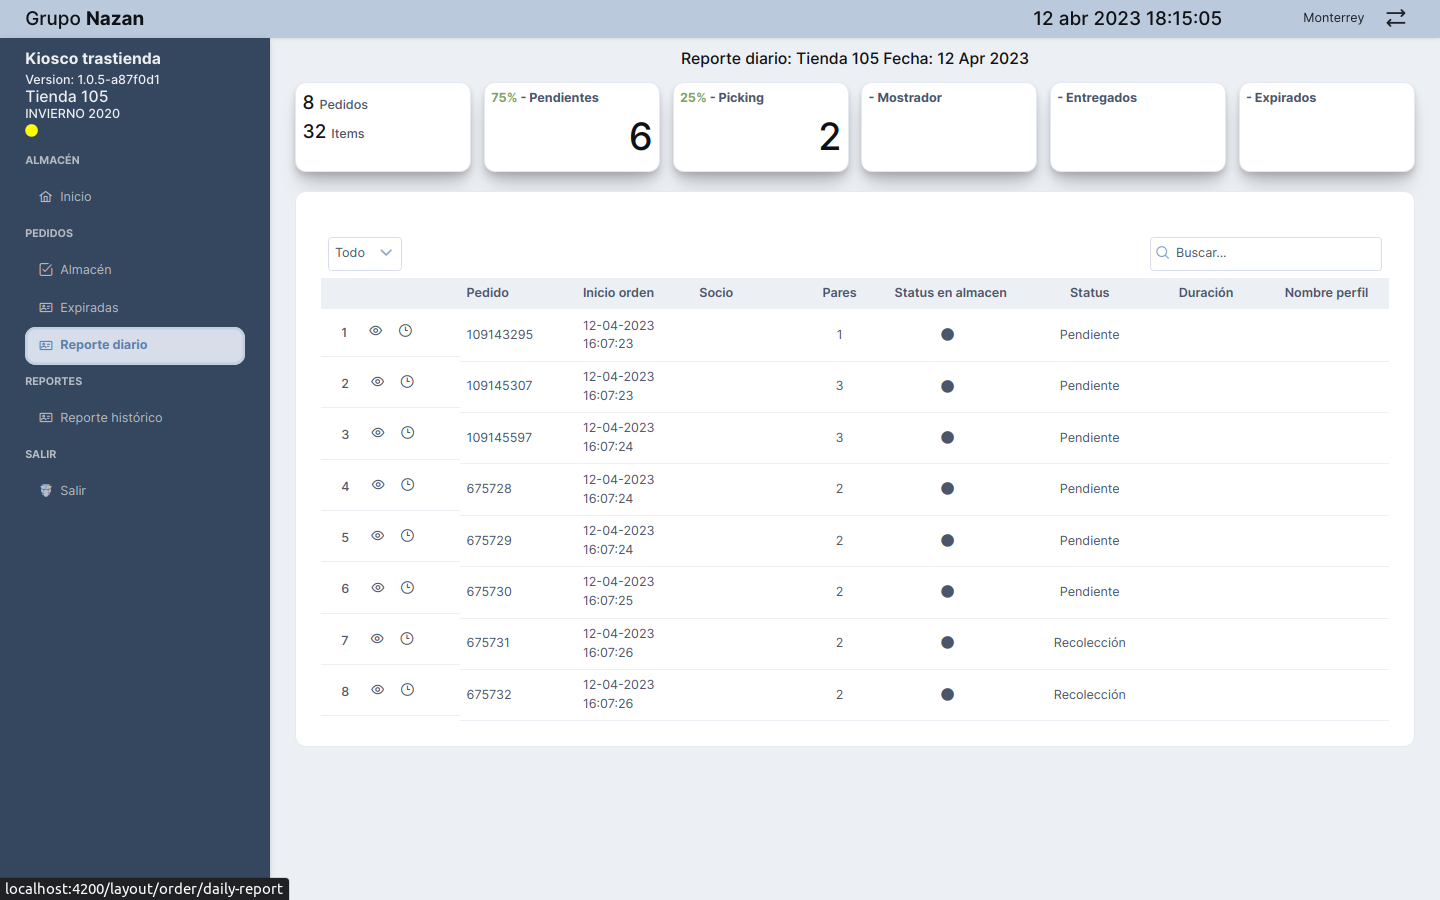 Grupo Nazan
12 abr 2023 18:15:05
Monterrey
Kiosco trastienda
Version: 1.0.5-a87f0d1
Tienda 105
INVIERNO 2020
ALMACÉN
Inicio
PEDIDOS
Almacén
Expiradas
Reporte diario
REPORTES
Reporte histórico
SALIR
Salir
Reporte diario: Tienda 105 Fecha: 12 Apr 2023
8 Pedidos
32 Items
75% - Pendientes
6
25% - Picking
2
- Mostrador
- Entregados
- Expirados
Todo
Buscar...
Pedido Inicio orden Socio Pares Status en almacen Status Duración Nombre perfil
1 109143295 12-04-2023 16:07:23 1 Pendiente
2 109145307 12-04-2023 16:07:23 3 Pendiente
3 109145597 12-04-2023 16:07:24 3 Pendiente
4 675728 12-04-2023 16:07:24 2 Pendiente
5 675729 12-04-2023 16:07:24 2 Pendiente
6 675730 12-04-2023 16:07:25 2 Pendiente
7 675731 12-04-2023 16:07:26 2 Recolección
8 675732 12-04-2023 16:07:26 2 Recolección
localhost:4200/layout/order/daily-report